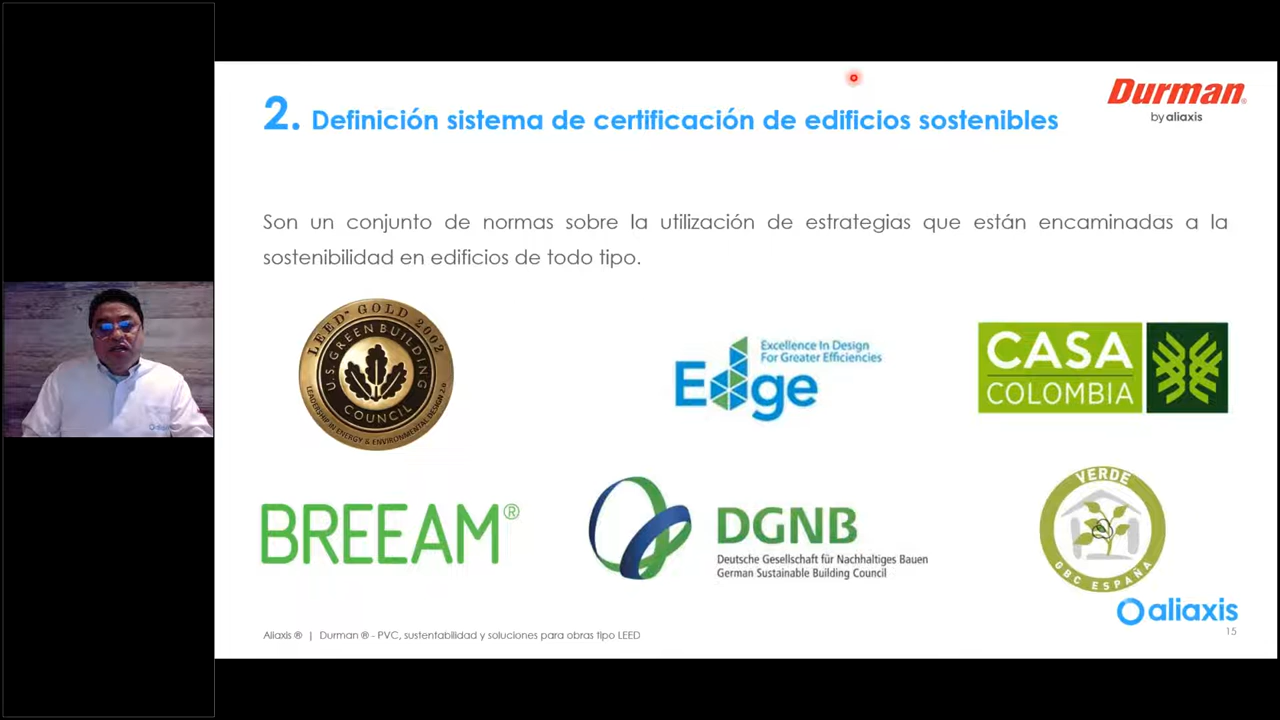 2. Definición sistema de certificación de edificios sostenibles
Durman®
by aliaxis
Son un conjunto de normas sobre la utilización de estrategias que están encaminadas a la
sostenibilidad en edificios de todo tipo.
LEED™ GOLD 2002
U.S. GREEN BUILDING
COUNCIL
LEADERSHIP IN ENERGY & ENVIRONMENTAL DESIGN 2.0
Edge
Excellence In Design
For Greater Efficiencies
CASA
COLOMBIA
BREEAM®
DGNB
Deutsche Gesellschaft für Nachhaltiges Bauen
German Sustainable Building Council
VERDE
GBC ESPAÑA
aliaxis
Aliaxis ® | Durman ® - PVC, sustentabilidad y soluciones para obras tipo LEED
15